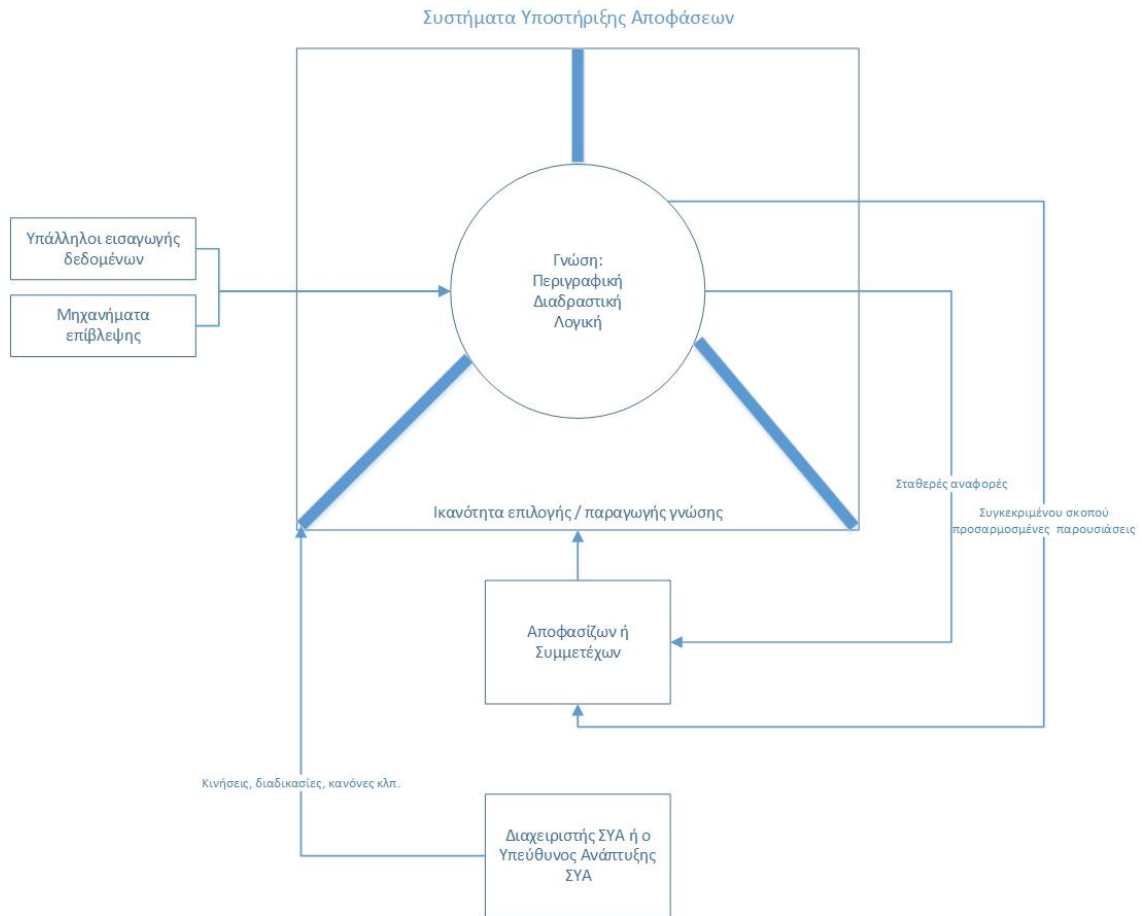 Συστήματα Υποστήριξης Αποφάσεων
Υπάλληλοι εισαγωγής
δεδομένων
Μηχανήματα
επίβλεψης
Γνώση:
Περιγραφική
Διαδραστική
Λογική
Ικανότητα επιλογής / παραγωγής γνώσης
Σταθερές αναφορές
Συγκεκριμένου σκοπού
προσαρμοσμένες παρουσιάσεις
Αποφασίζων ή
Συμμετέχων
Κινήσεις, διαδικασίες, κανόνες κλπ.
Διαχειριστής ΣΥΑ ή ο
Υπεύθυνος Ανάπτυξης
ΣΥΑ